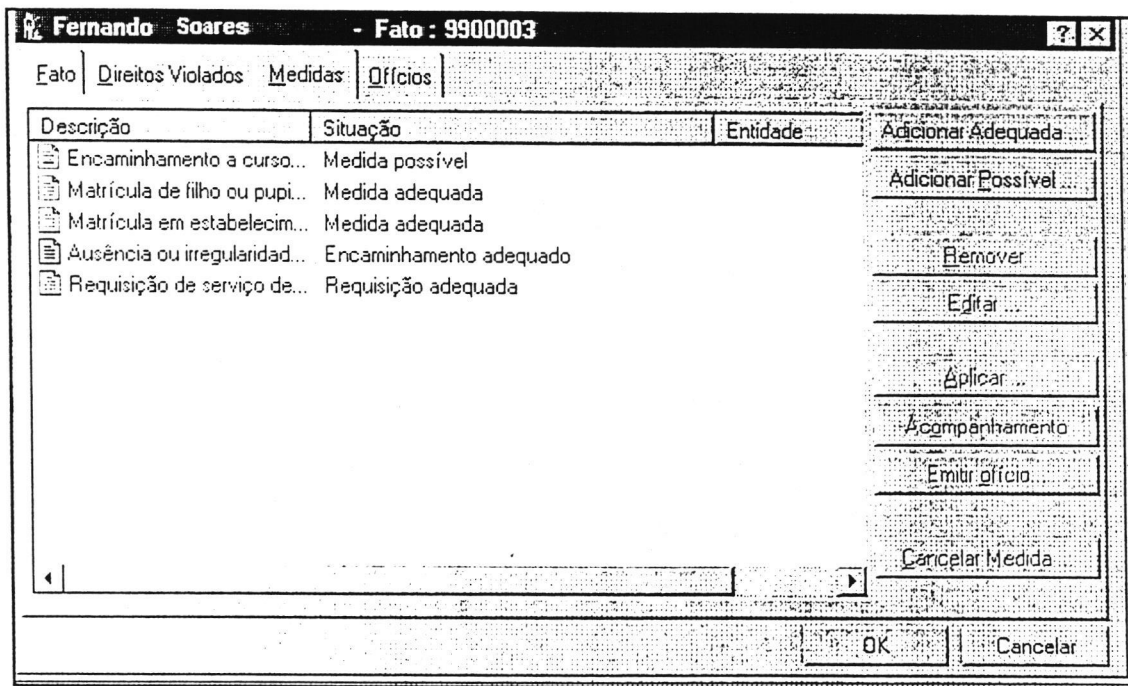 Fernando Soares - Fato : 9900003
Fato Direitos Violados Medidas Ofícios
Descrição Situação Entidade
Encaminhamento a curso... Medida possível
Matrícula de filho ou pupi... Medida adequada
Matrícula em estabelecim... Medida adequada
Ausência ou irregularidad... Encaminhamento adequado
Requisição de serviço de... Requisição adequada
Adicionar Adequada ...
Adicionar Possível ...
Remover
Editar ...
Aplicar ...
Acompanhamento
Emitir ofício...
Cancelar Medida ...
OK Cancelar